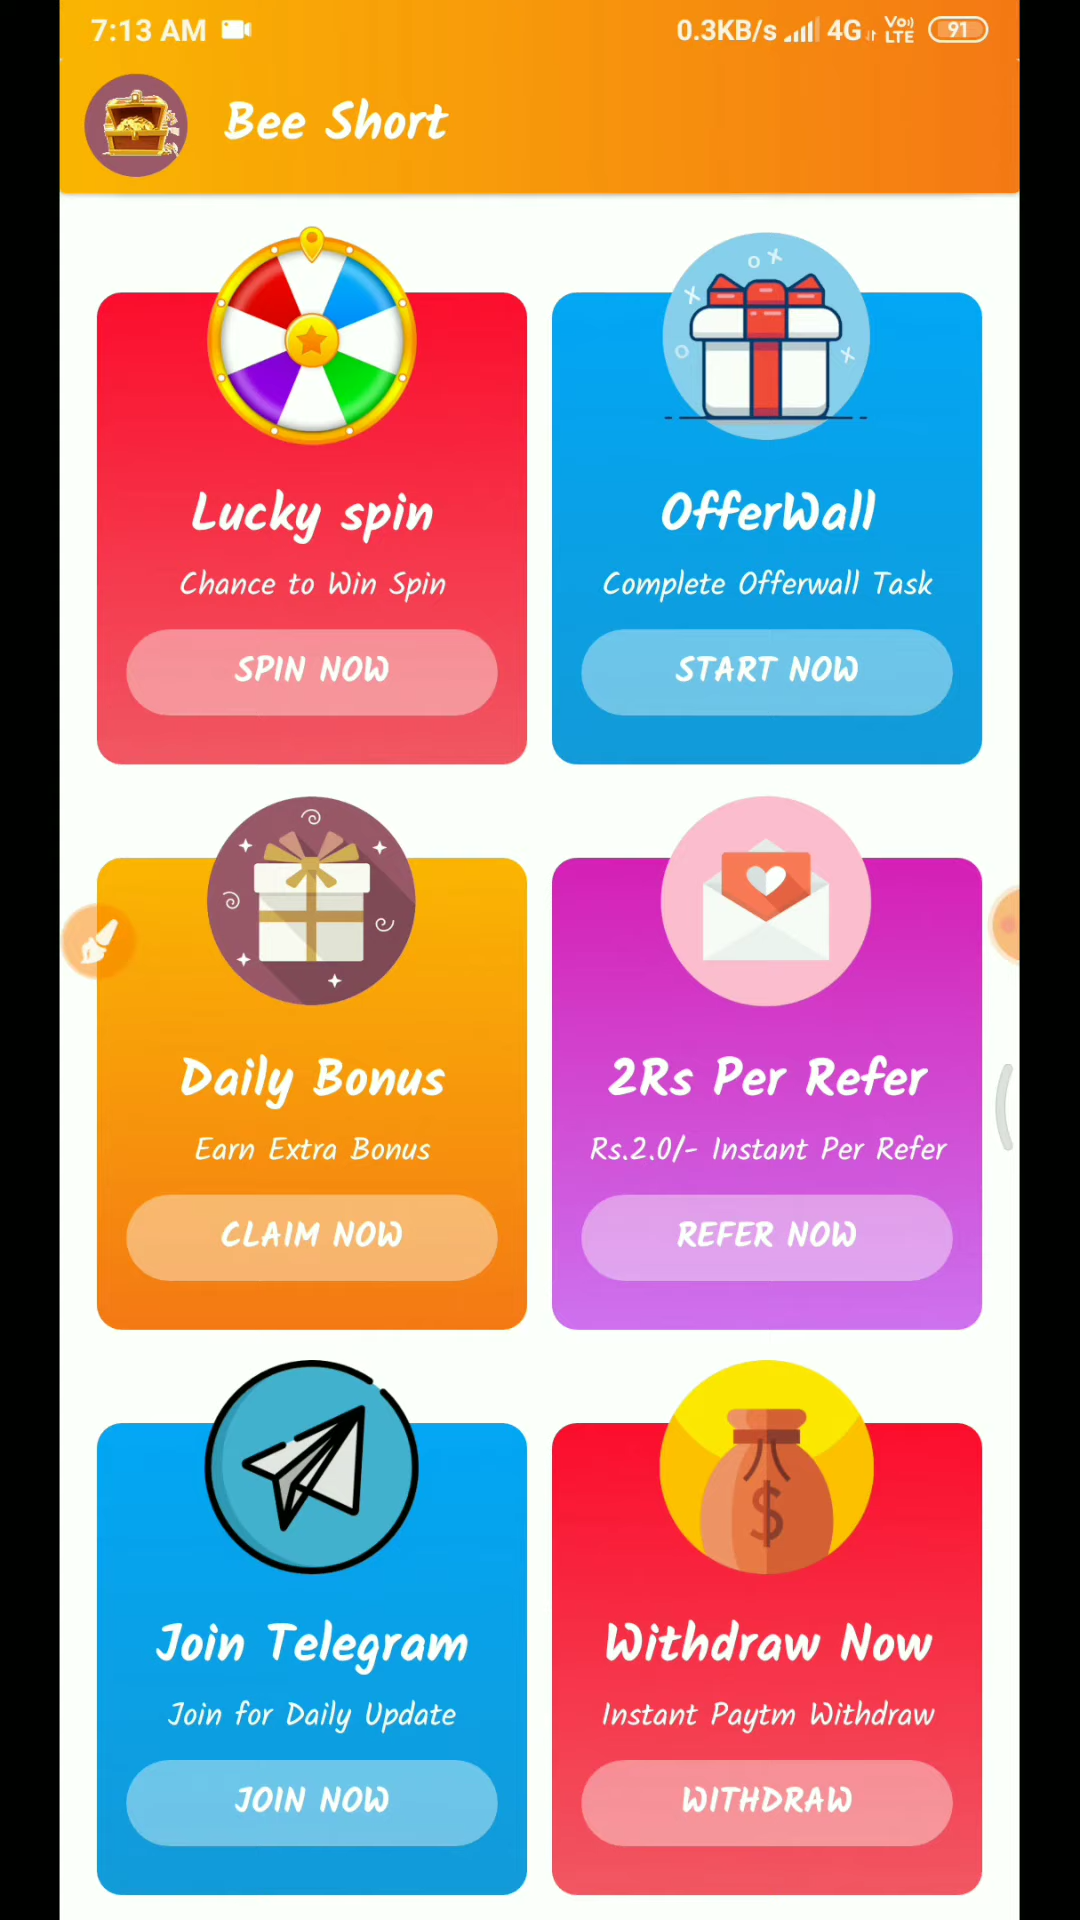 7:13 AM 0.3KB/s 4G Vo) LTE 91
Bee Short
Lucky spin
Chance to Win Spin
SPIN NOW
OfferWall
Complete Offerwall Task
START NOW
Daily Bonus
Earn Extra Bonus
CLAIM NOW
2Rs Per Refer
Rs.2.0/- Instant Per Refer
REFER NOW
Join Telegram
Join for Daily Update
JOIN NOW
Withdraw Now
Instant Paytm Withdraw
WITHDRAW